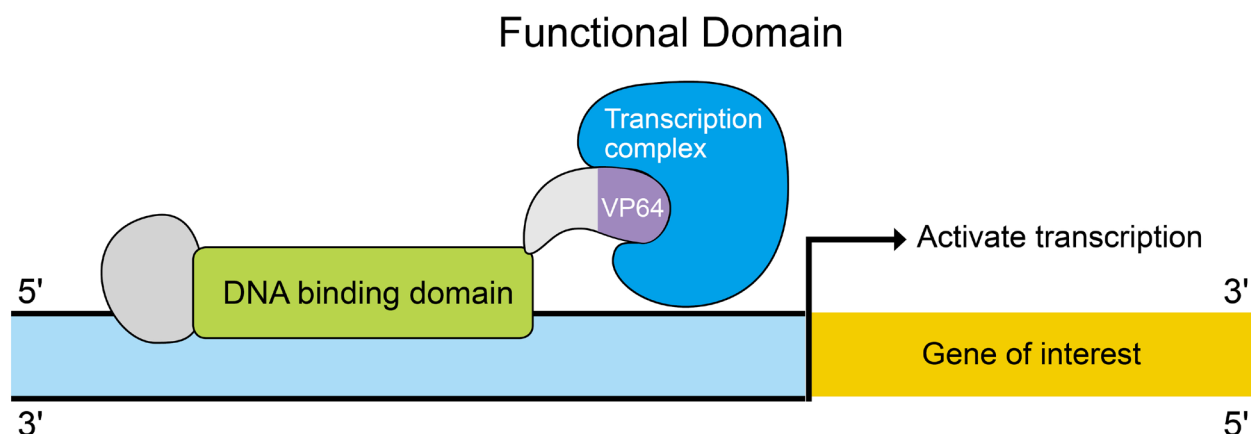 Functional Domain
Transcription
complex
VP64
Activate transcription
5'
DNA binding domain
3'
Gene of interest
3'
5'